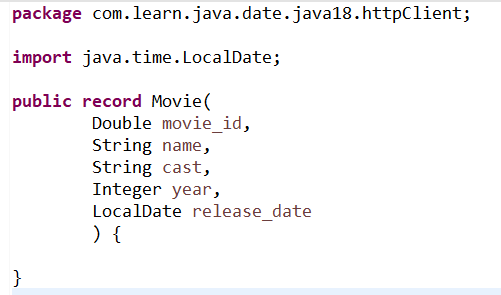 package com.learn.java.date.java18.httpClient;
import java.time.LocalDate;
public record Movie(
Double movie_id,
String name,
String cast,
Integer year,
LocalDate release_date
) {
}